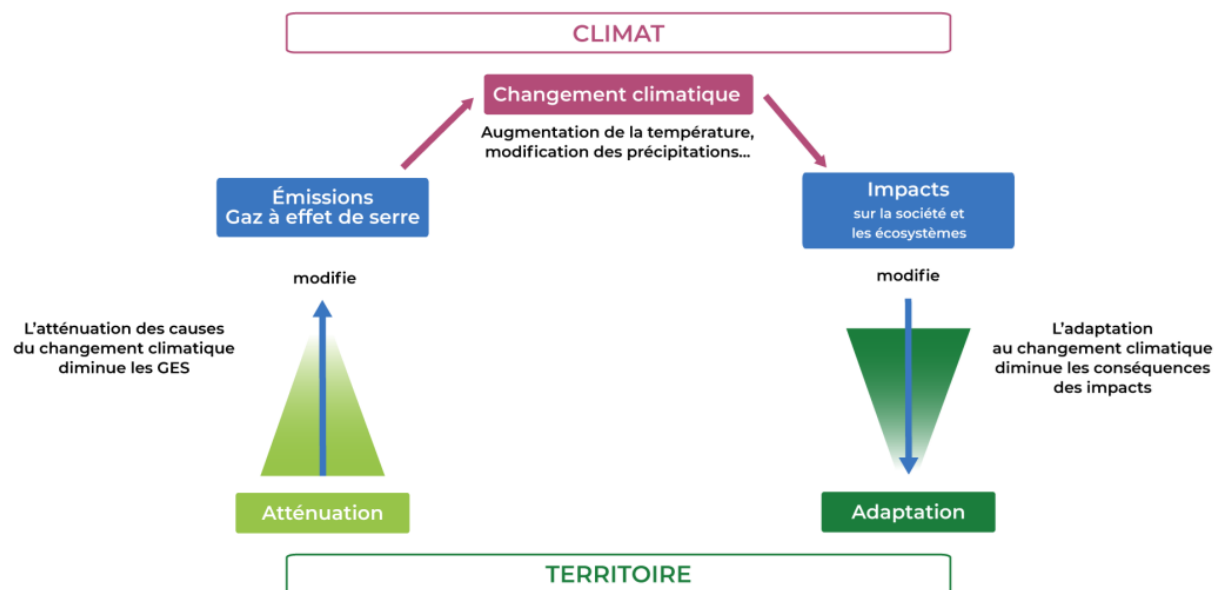 CLIMAT
Changement climatique
Augmentation de la température,
modification des précipitations...
Émissions
Gaz à effet de serre
Impacts
sur la société et
les écosystèmes
modifie
modifie
L'atténuation des causes
du changement climatique
diminue les GES
L'adaptation
au changement climatique
diminue les conséquences
des impacts
Atténuation
Adaptation
TERRITOIRE